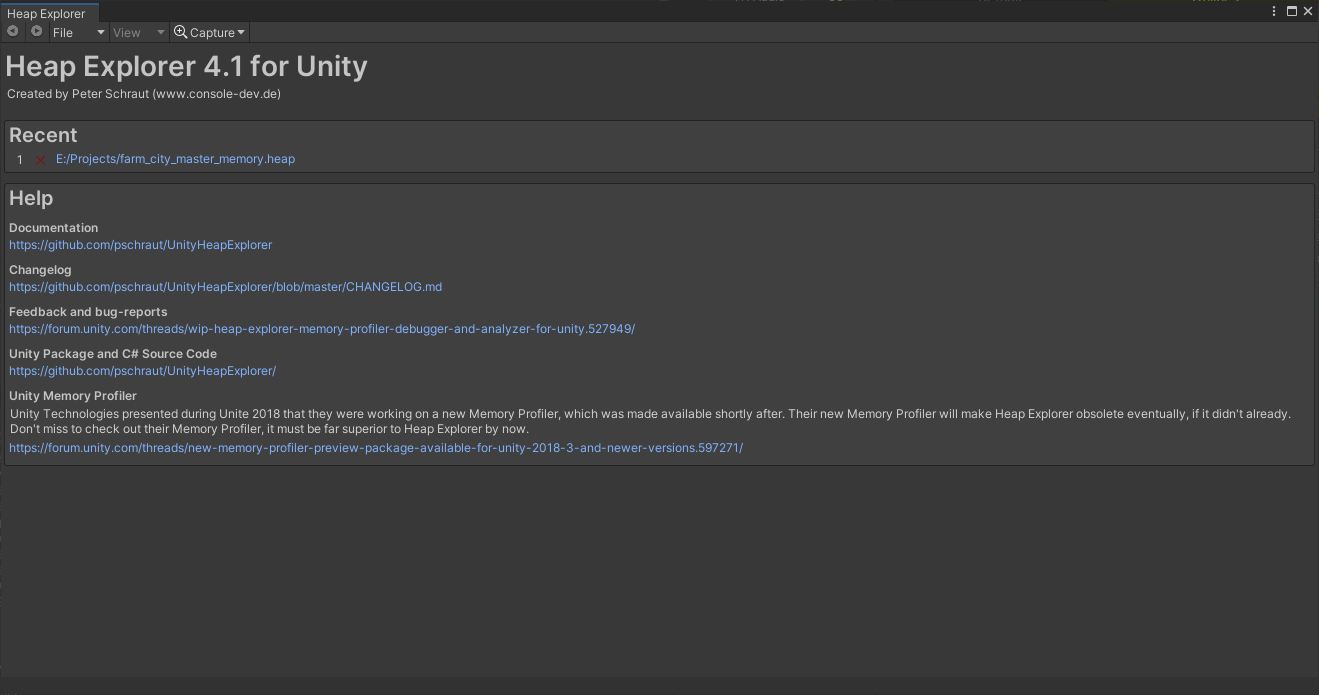 Heap Explorer
File View Capture
Heap Explorer 4.1 for Unity
Created by Peter Schraut (www.console-dev.de)
Recent
1 E:/Projects/farm_city_master_memory.heap
Help
Documentation
https://github.com/pschraut/UnityHeapExplorer
Changelog
https://github.com/pschraut/UnityHeapExplorer/blob/master/CHANGELOG.md
Feedback and bug-reports
https://forum.unity.com/threads/wip-heap-explorer-memory-profiler-debugger-and-analyzer-for-unity.527949/
Unity Package and C# Source Code
https://github.com/pschraut/UnityHeapExplorer/
Unity Memory Profiler
Unity Technologies presented during Unite 2018 that they were working on a new Memory Profiler, which was made available shortly after. Their new Memory Profiler will make Heap Explorer obsolete eventually, if it didn't already.
Don't miss to check out their Memory Profiler, it must be far superior to Heap Explorer by now.
https://forum.unity.com/threads/new-memory-profiler-preview-package-available-for-unity-2018-3-and-newer-versions.597271/